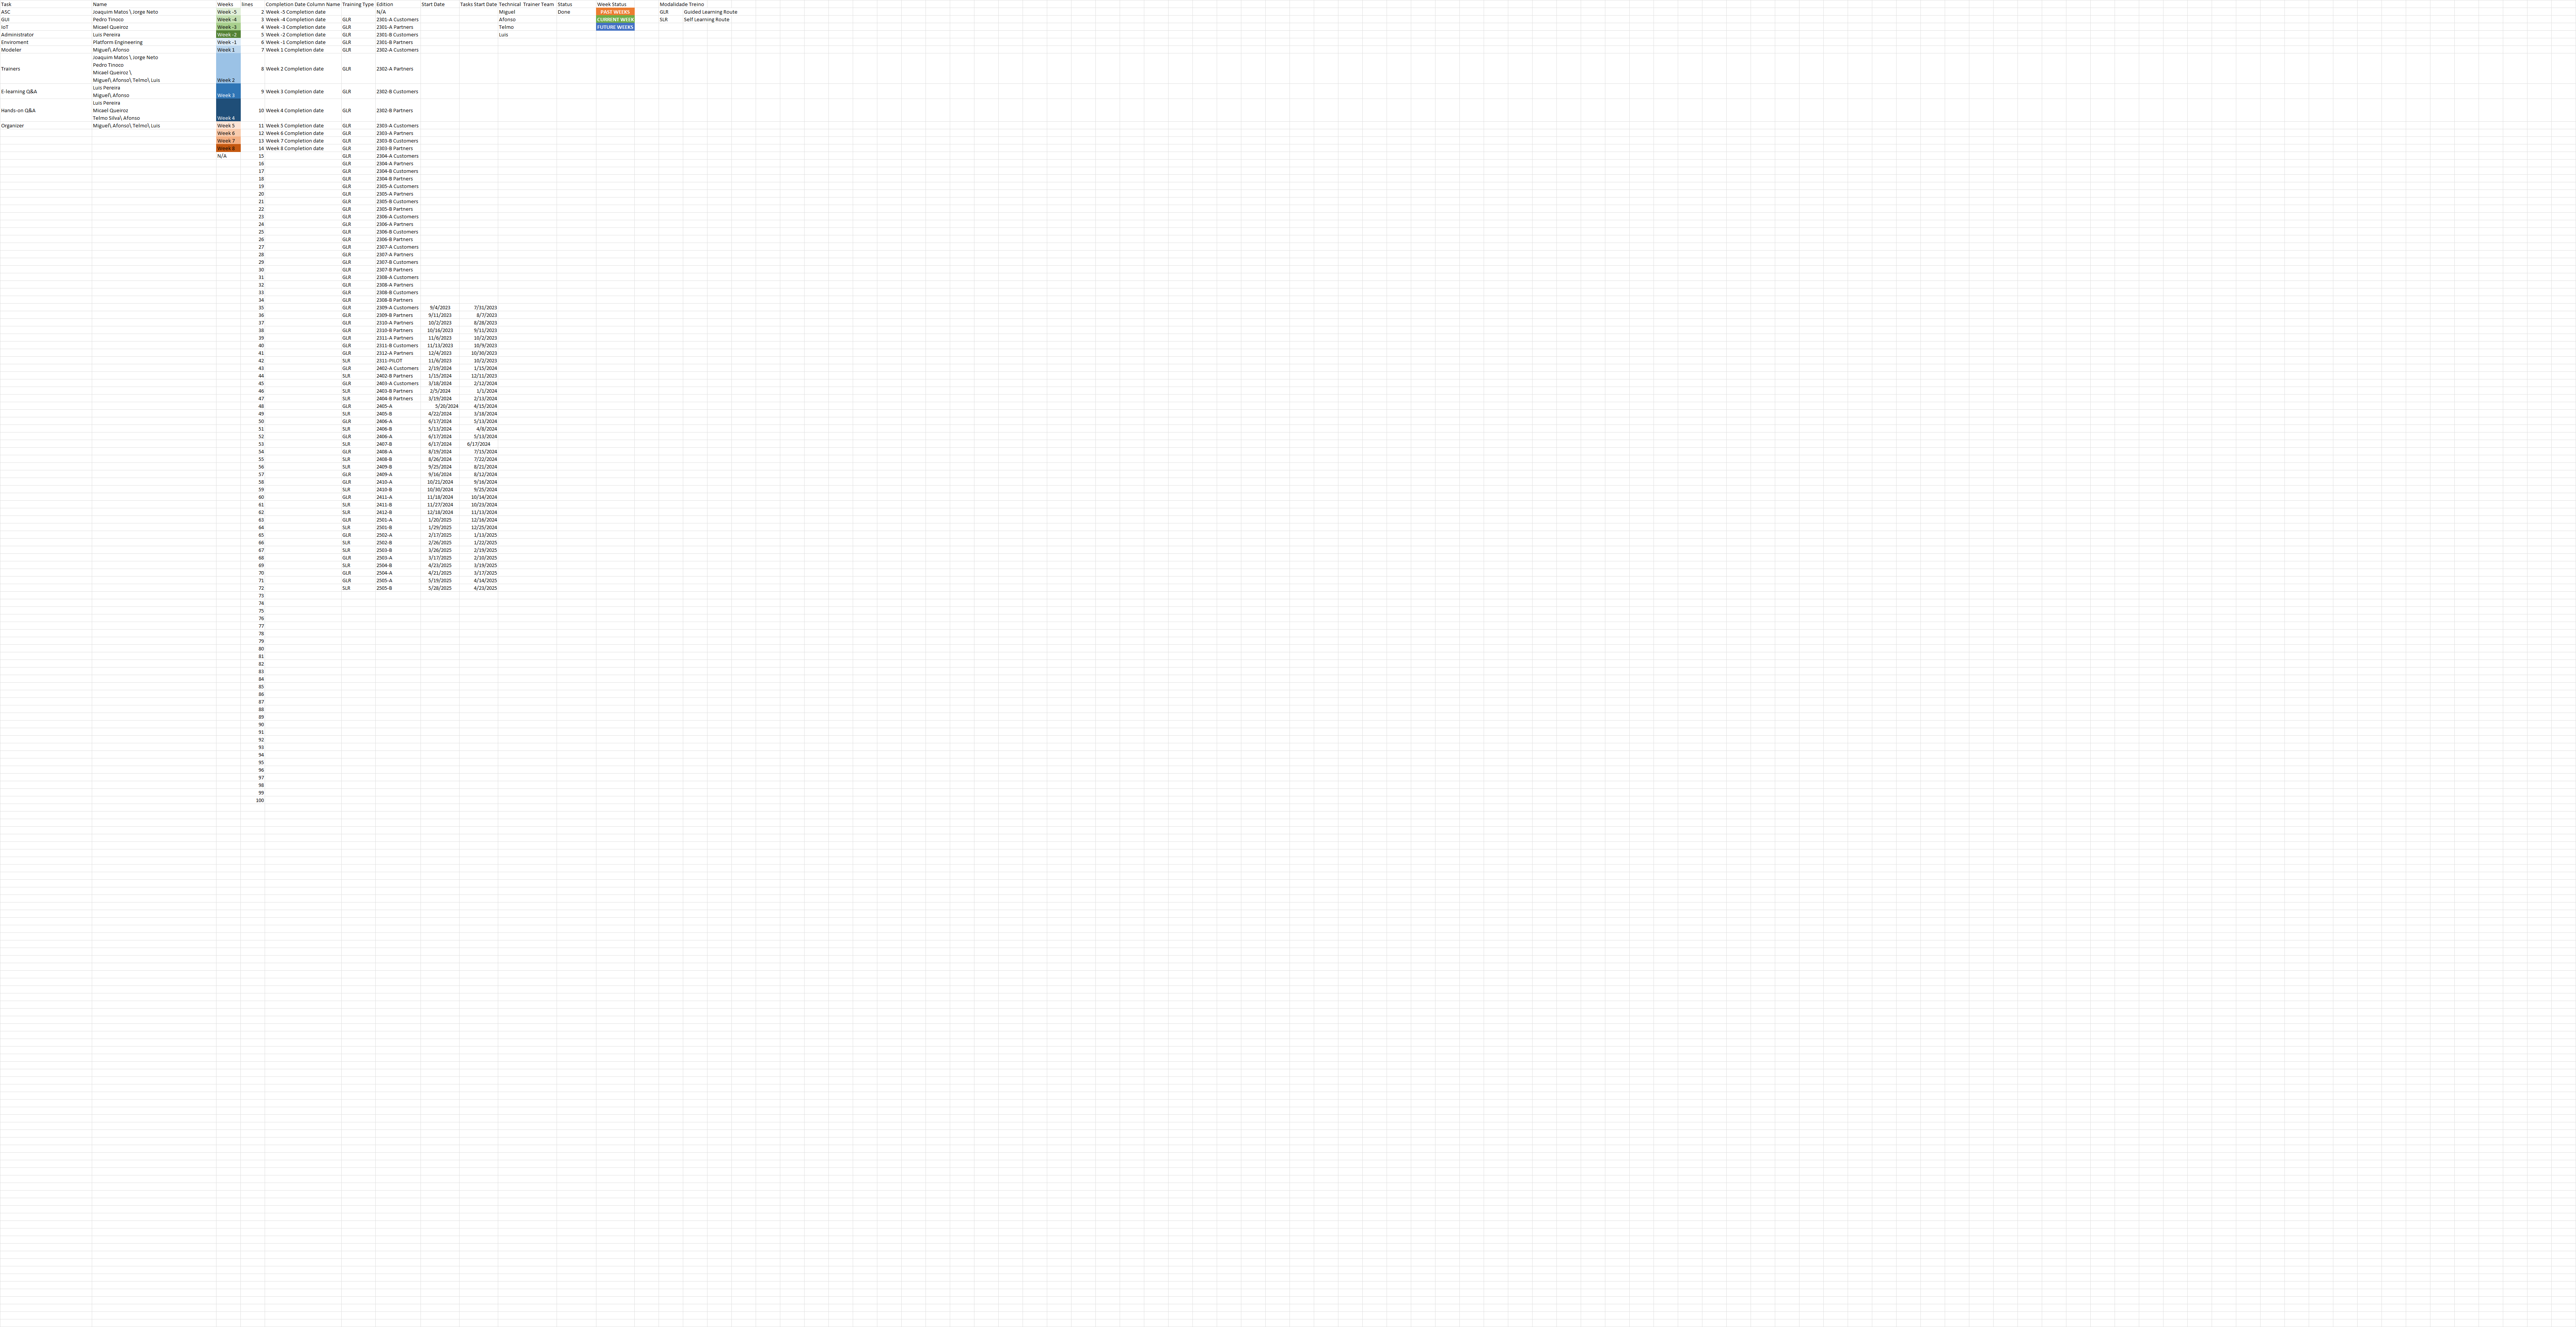 Task Name Weeks lines Completion Date Column Name Training Type Edition Start Date Tasks Start Date Technical Trainer Team Status Week Status Modalidade Treino
ASC Joaquim Matos \ Jorge Neto Week -5 2 Week -5 Completion date N/A Miguel Done PAST WEEKS GLR Guided Learning Route
GUI Pedro Tinoco Week -4 3 Week -4 Completion date GLR 2301-A Customers Afonso CURRENT WEEK SLR Self Learning Route
IoT Micael Queiroz Week -3 4 Week -3 Completion date GLR 2301-A Partners Telmo FUTURE WEEKS
Administrator Luis Pereira Week -2 5 Week -2 Completion date GLR 2301-B Customers Luis
Enviroment Platform Engineering Week -1 6 Week -1 Completion date GLR 2301-B Partners
Modeler Miguel\ Afonso Week 1 7 Week 1 Completion date GLR 2302-A Customers
Joaquim Matos \ Jorge Neto
Pedro Tinoco
Trainers 8 Week 2 Completion date GLR 2302-A Partners
Micael Queiroz \
Miguel\ Afonso\ Telmo\ Luis Week 2
Luis Pereira
E-learning Q&A 9 Week 3 Completion date GLR 2302-B Customers
Miguel\ Afonso Week 3
Luis Pereira
Hands-on Q&A Micael Queiroz 10 Week 4 Completion date GLR 2302-B Partners
Telmo Silva\ Afonso Week 4
Organizer Miguel\ Afonso\ Telmo\ Luis Week 5 11 Week 5 Completion date GLR 2303-A Customers
Week 6 12 Week 6 Completion date GLR 2303-A Partners
Week 7 13 Week 7 Completion date GLR 2303-B Customers
Week 8 14 Week 8 Completion date GLR 2303-B Partners
N/A 15 GLR 2304-A Customers
16 GLR 2304-A Partners
17 GLR 2304-B Customers
18 GLR 2304-B Partners
19 GLR 2305-A Customers
20 GLR 2305-A Partners
21 GLR 2305-B Customers
22 GLR 2305-B Partners
23 GLR 2306-A Customers
24 GLR 2306-A Partners
25 GLR 2306-B Customers
26 GLR 2306-B Partners
27 GLR 2307-A Customers
28 GLR 2307-A Partners
29 GLR 2307-B Customers
30 GLR 2307-B Partners
31 GLR 2308-A Customers
32 GLR 2308-A Partners
33 GLR 2308-B Customers
34 GLR 2308-B Partners
35 GLR 2309-A Customers 9/4/2023 7/31/2023
36 GLR 2309-B Partners 9/11/2023 8/7/2023
37 GLR 2310-A Partners 10/2/2023 8/28/2023
38 GLR 2310-B Partners 10/16/2023 9/11/2023
39 GLR 2311-A Partners 11/6/2023 10/2/2023
40 GLR 2311-B Customers 11/13/2023 10/9/2023
41 GLR 2312-A Partners 12/4/2023 10/30/2023
42 SLR 2311-PILOT 11/6/2023 10/2/2023
43 GLR 2402-A Customers 2/19/2024 1/15/2024
44 SLR 2402-B Partners 1/15/2024 12/11/2023
45 GLR 2403-A Customers 3/18/2024 2/12/2024
46 SLR 2403-B Partners 2/5/2024 1/1/2024
47 SLR 2404-B Partners 3/19/2024 2/13/2024
48 GLR 2405-A 5/20/2024 4/15/2024
49 SLR 2405-B 4/22/2024 3/18/2024
50 GLR 2406-A 6/17/2024 5/13/2024
51 SLR 2406-B 5/13/2024 4/8/2024
52 GLR 2406-A 6/17/2024 5/13/2024
53 SLR 2407-B 6/17/2024 6/17/2024
54 GLR 2408-A 8/19/2024 7/15/2024
55 SLR 2408-B 8/26/2024 7/22/2024
56 SLR 2409-B 9/25/2024 8/21/2024
57 GLR 2409-A 9/16/2024 8/12/2024
58 GLR 2410-A 10/21/2024 9/16/2024
59 SLR 2410-B 10/30/2024 9/25/2024
60 GLR 2411-A 11/18/2024 10/14/2024
61 SLR 2411-B 11/27/2024 10/23/2024
62 SLR 2412-B 12/18/2024 11/13/2024
63 GLR 2501-A 1/20/2025 12/16/2024
64 SLR 2501-B 1/29/2025 12/25/2024
65 GLR 2502-A 2/17/2025 1/13/2025
66 SLR 2502-B 2/26/2025 1/22/2025
67 SLR 2503-B 3/26/2025 2/19/2025
68 GLR 2503-A 3/17/2025 2/10/2025
69 SLR 2504-B 4/23/2025 3/19/2025
70 GLR 2504-A 4/21/2025 3/17/2025
71 GLR 2505-A 5/19/2025 4/14/2025
72 SLR 2505-B 5/28/2025 4/23/2025
73
74
75
76
77
78
79
80
81
82
83
84
85
86
87
88
89
90
91
92
93
94
95
96
97
98
99
100